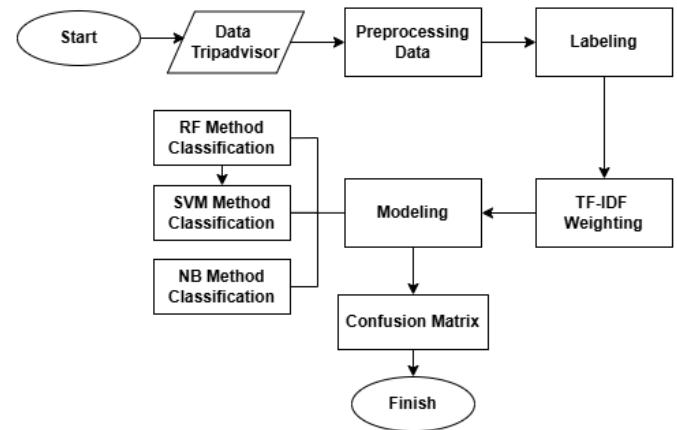 Start
Data
Tripadvisor
Preprocessing
Data
Labeling
RF Method
Classification
SVM Method
Classification
NB Method
Classification
Modeling
TF-IDF
Weighting
Confusion Matrix
Finish